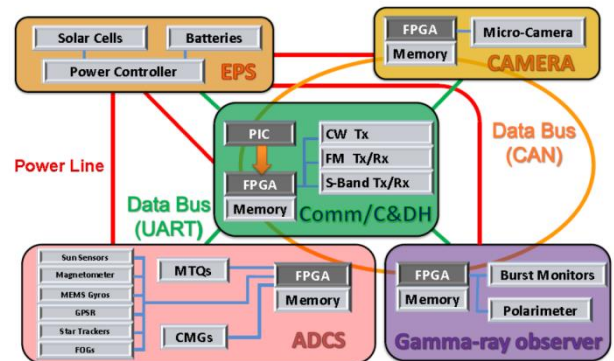 Solar Cells
Batteries
Power Controller
EPS
FPGA
Memory
Micro-Camera
CAMERA
PIC
FPGA
Memory
CW Tx
FM Tx/Rx
S-Band Tx/Rx
Comm/C&DH
Power Line
Data Bus
(UART)
Data Bus
(CAN)
Sun Sensors
Magnetometer
MEMS Gyros
GPSR
Star Trackers
FOGs
MTQs
CMGs
FPGA
Memory
ADCS
FPGA
Memory
Burst Monitors
Polarimeter
Gamma-ray observer